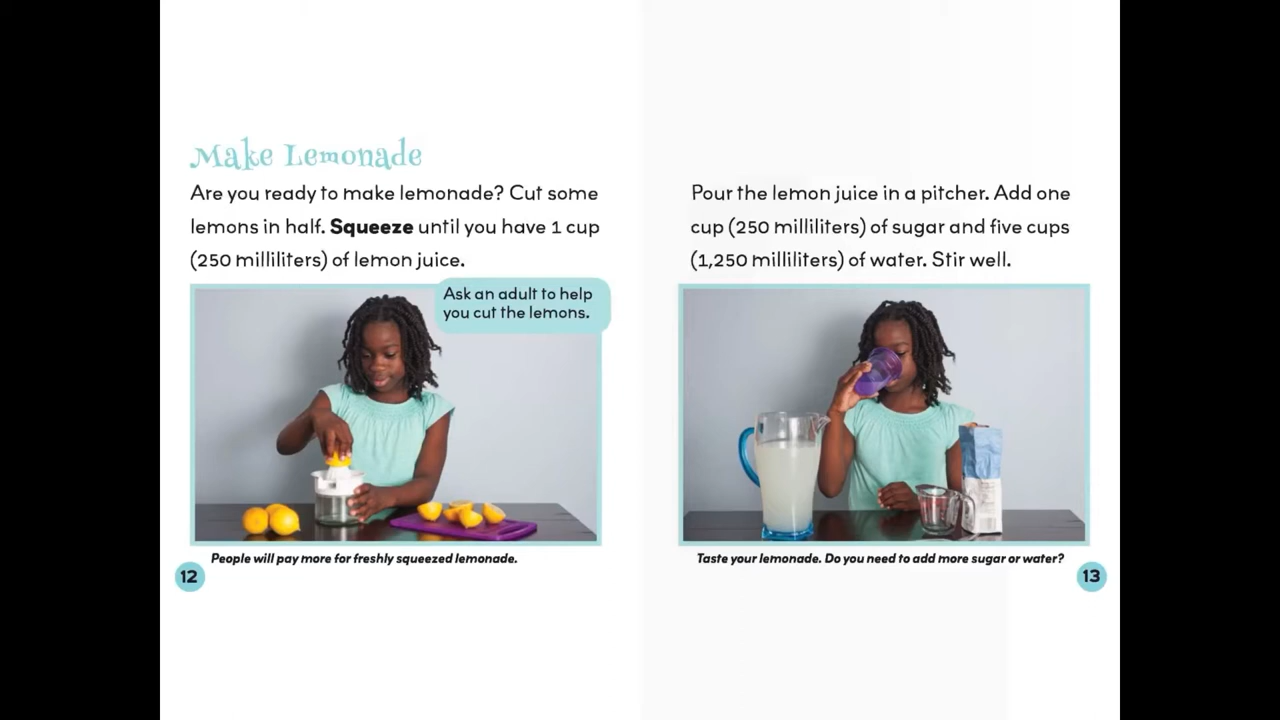 Make Lemonade
Are you ready to make lemonade? Cut some
lemons in half. Squeeze until you have 1 cup
(250 milliliters) of lemon juice.
Ask an adult to help
you cut the lemons.
People will pay more for freshly squeezed lemonade.
12
Pour the lemon juice in a pitcher. Add one
cup (250 milliliters) of sugar and five cups
(1,250 milliliters) of water. Stir well.
Taste your lemonade. Do you need to add more sugar or water?
13